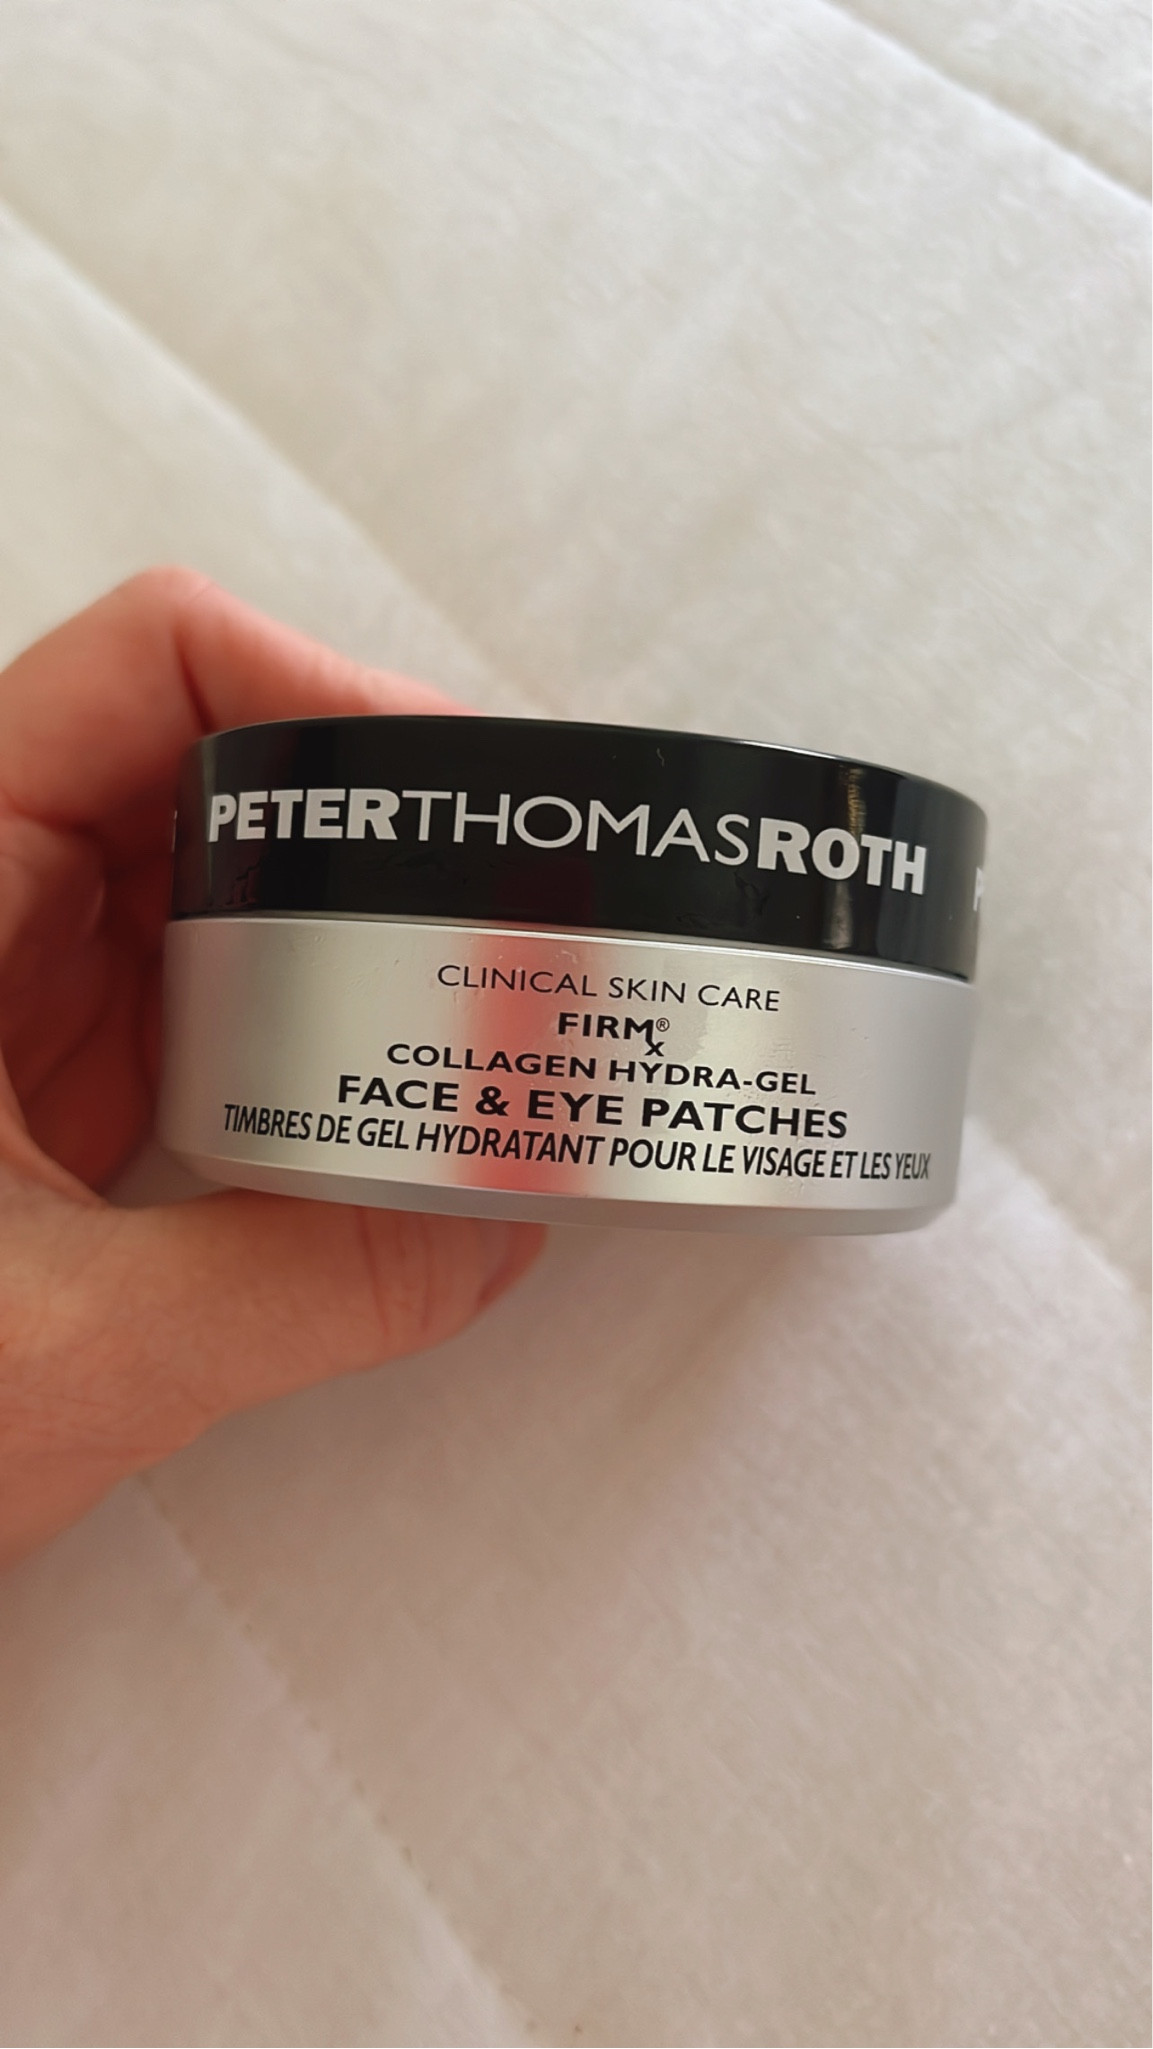 PETERTHOMASROTH
CLINICAL SKIN CARE
FIRMx®
COLLAGEN HYDRA-GEL
FACE & EYE PATCHES
TIMBRES DE GEL HYDRATANT POUR LE VISAGE ET LES YEUX